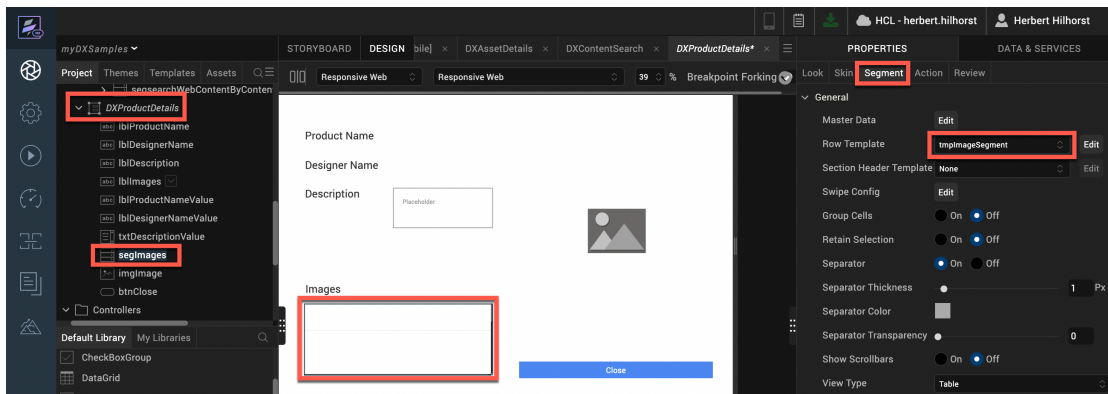 HCL - herbert.hilhorst
Herbert Hilhorst
myDXSamples
STORYBOARD
DESIGN
bile] ×
DXAssetDetails ×
DXContentSearch ×
DXProductDetails* ×
PROPERTIES
DATA & SERVICES
Project Themes Templates Assets
Responsive Web
Responsive Web
39 %
Breakpoint Forking
Look Skin Segment Action Review
segsearchWebContentByConten
DXProductDetails
lblProductName
lblDesignerName
lblDescription
lblImages
lblProductNameValue
lblDesignerNameValue
txtDescriptionValue
segImages
imgImage
btnClose
Controllers
Default Library My Libraries
CheckBoxGroup
DataGrid
Product Name
Designer Name
Description
Placeholder
Images
Close
General
Master Data Edit
Row Template tmpImageSegment Edit
Section Header Template None Edit
Swipe Config Edit
Group Cells On Off
Retain Selection On Off
Separator On Off
Separator Thickness 1 Px
Separator Color
Separator Transparency 0
Show Scrollbars On Off
View Type Table